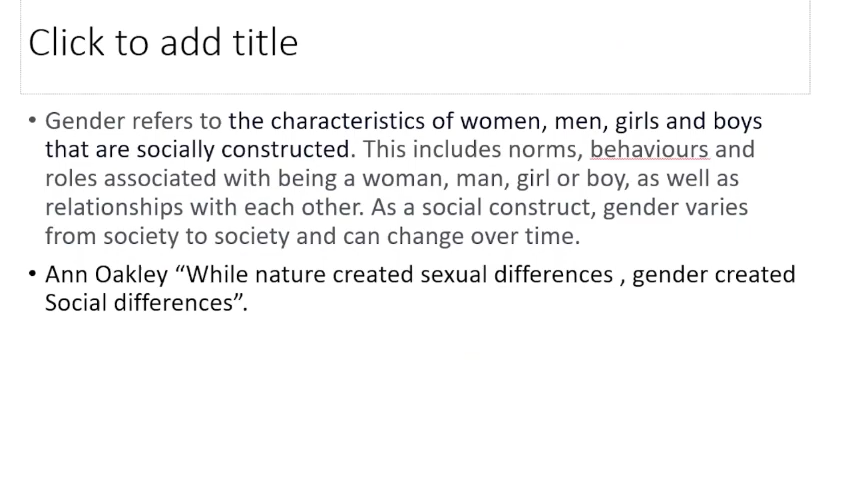 Click to add title
• Gender refers to the characteristics of women, men, girls and boys
that are socially constructed. This includes norms, behaviours and
roles associated with being a woman, man, girl or boy, as well as
relationships with each other. As a social construct, gender varies
from society to society and can change over time.
• Ann Oakley “While nature created sexual differences , gender created
Social differences”.